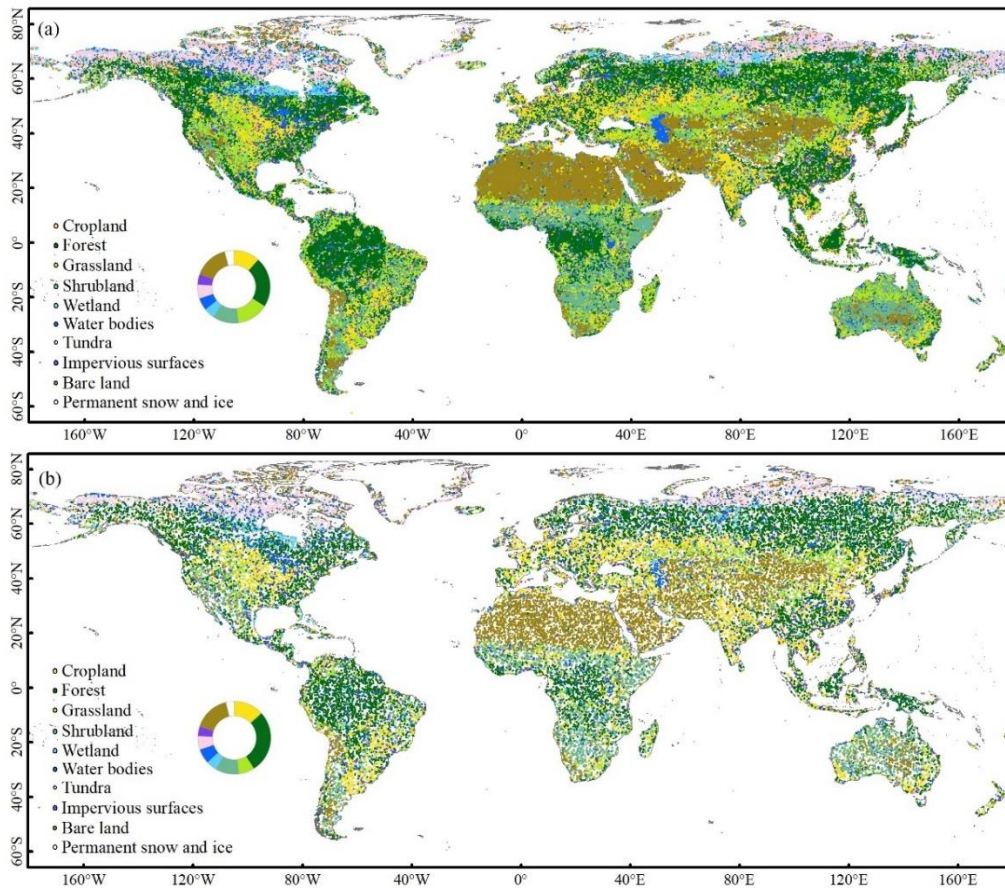 (a)
80°N
60°N
40°N
20°N
0°
20°S
40°S
60°S
Cropland
Forest
Grassland
Shrubland
Wetland
Water bodies
Tundra
Impervious surfaces
Bare land
Permanent snow and ice
160°W 120°W 80°W 40°W 0° 40°E 80°E 120°E 160°E
(b)
80°N
60°N
40°N
20°N
0°
20°S
40°S
60°S
Cropland
Forest
Grassland
Shrubland
Wetland
Water bodies
Tundra
Impervious surfaces
Bare land
Permanent snow and ice
160°W 120°W 80°W 40°W 0° 40°E 80°E 120°E 160°E